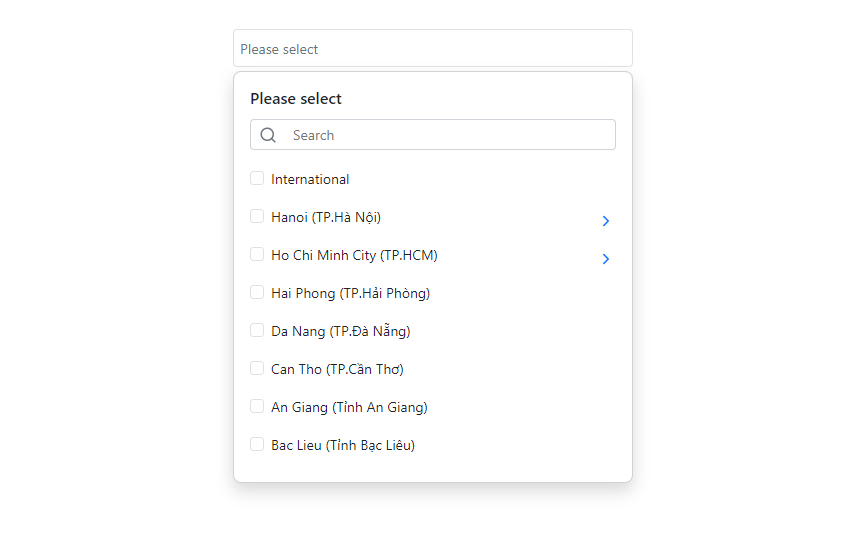 Please select
Please select
Search
International
Hanoi (TP.Hà Nội)
Ho Chi Minh City (TP.HCM)
Hai Phong (TP.Hải Phòng)
Da Nang (TP.Đà Nẵng)
Can Tho (TP.Cần Thơ)
An Giang (Tỉnh An Giang)
Bac Lieu (Tỉnh Bạc Liêu)